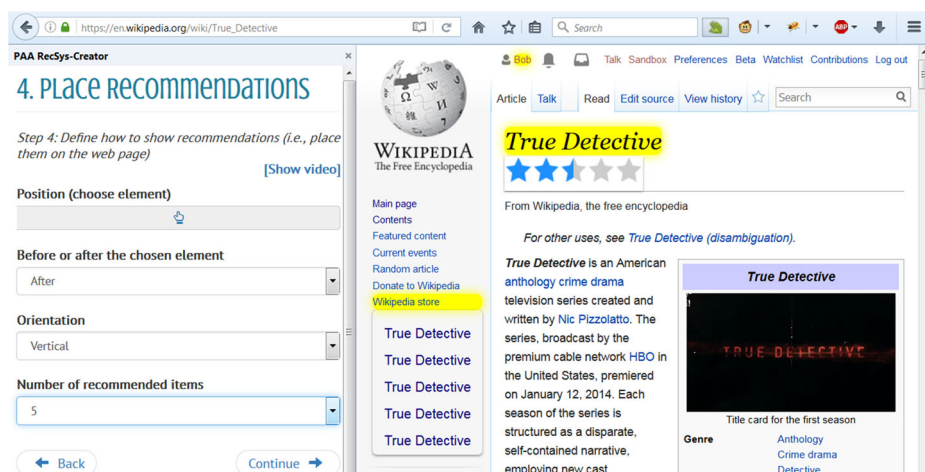 https://en.wikipedia.org/wiki/True_Detective
Search
ABP
PAA RecSys-Creator
4. Place Recommendations
Step 4: Define how to show recommendations (i.e., place
them on the web page)
[Show video]
Position (choose element)
Before or after the chosen element
After
Orientation
Vertical
Number of recommended items
5
Back
Continue
WIKIPEDIA
The Free Encyclopedia
Main page
Contents
Featured content
Current events
Random article
Donate to Wikipedia
Wikipedia store
True Detective
True Detective
True Detective
True Detective
True Detective
Bob Talk Sandbox Preferences Beta Watchlist Contributions Log out
Article Talk Read Edit source View history Search
True Detective
From Wikipedia, the free encyclopedia
For other uses, see True Detective (disambiguation).
True Detective is an American
anthology crime drama
television series created and
written by Nic Pizzolatto. The
series, broadcast by the
premium cable network HBO in
the United States, premiered
on January 12, 2014. Each
season of the series is
structured as a disparate,
self-contained narrative,
employing new cast
True Detective
TRUE DETECTIVE
Title card for the first season
Genre Anthology
Crime drama
Detective